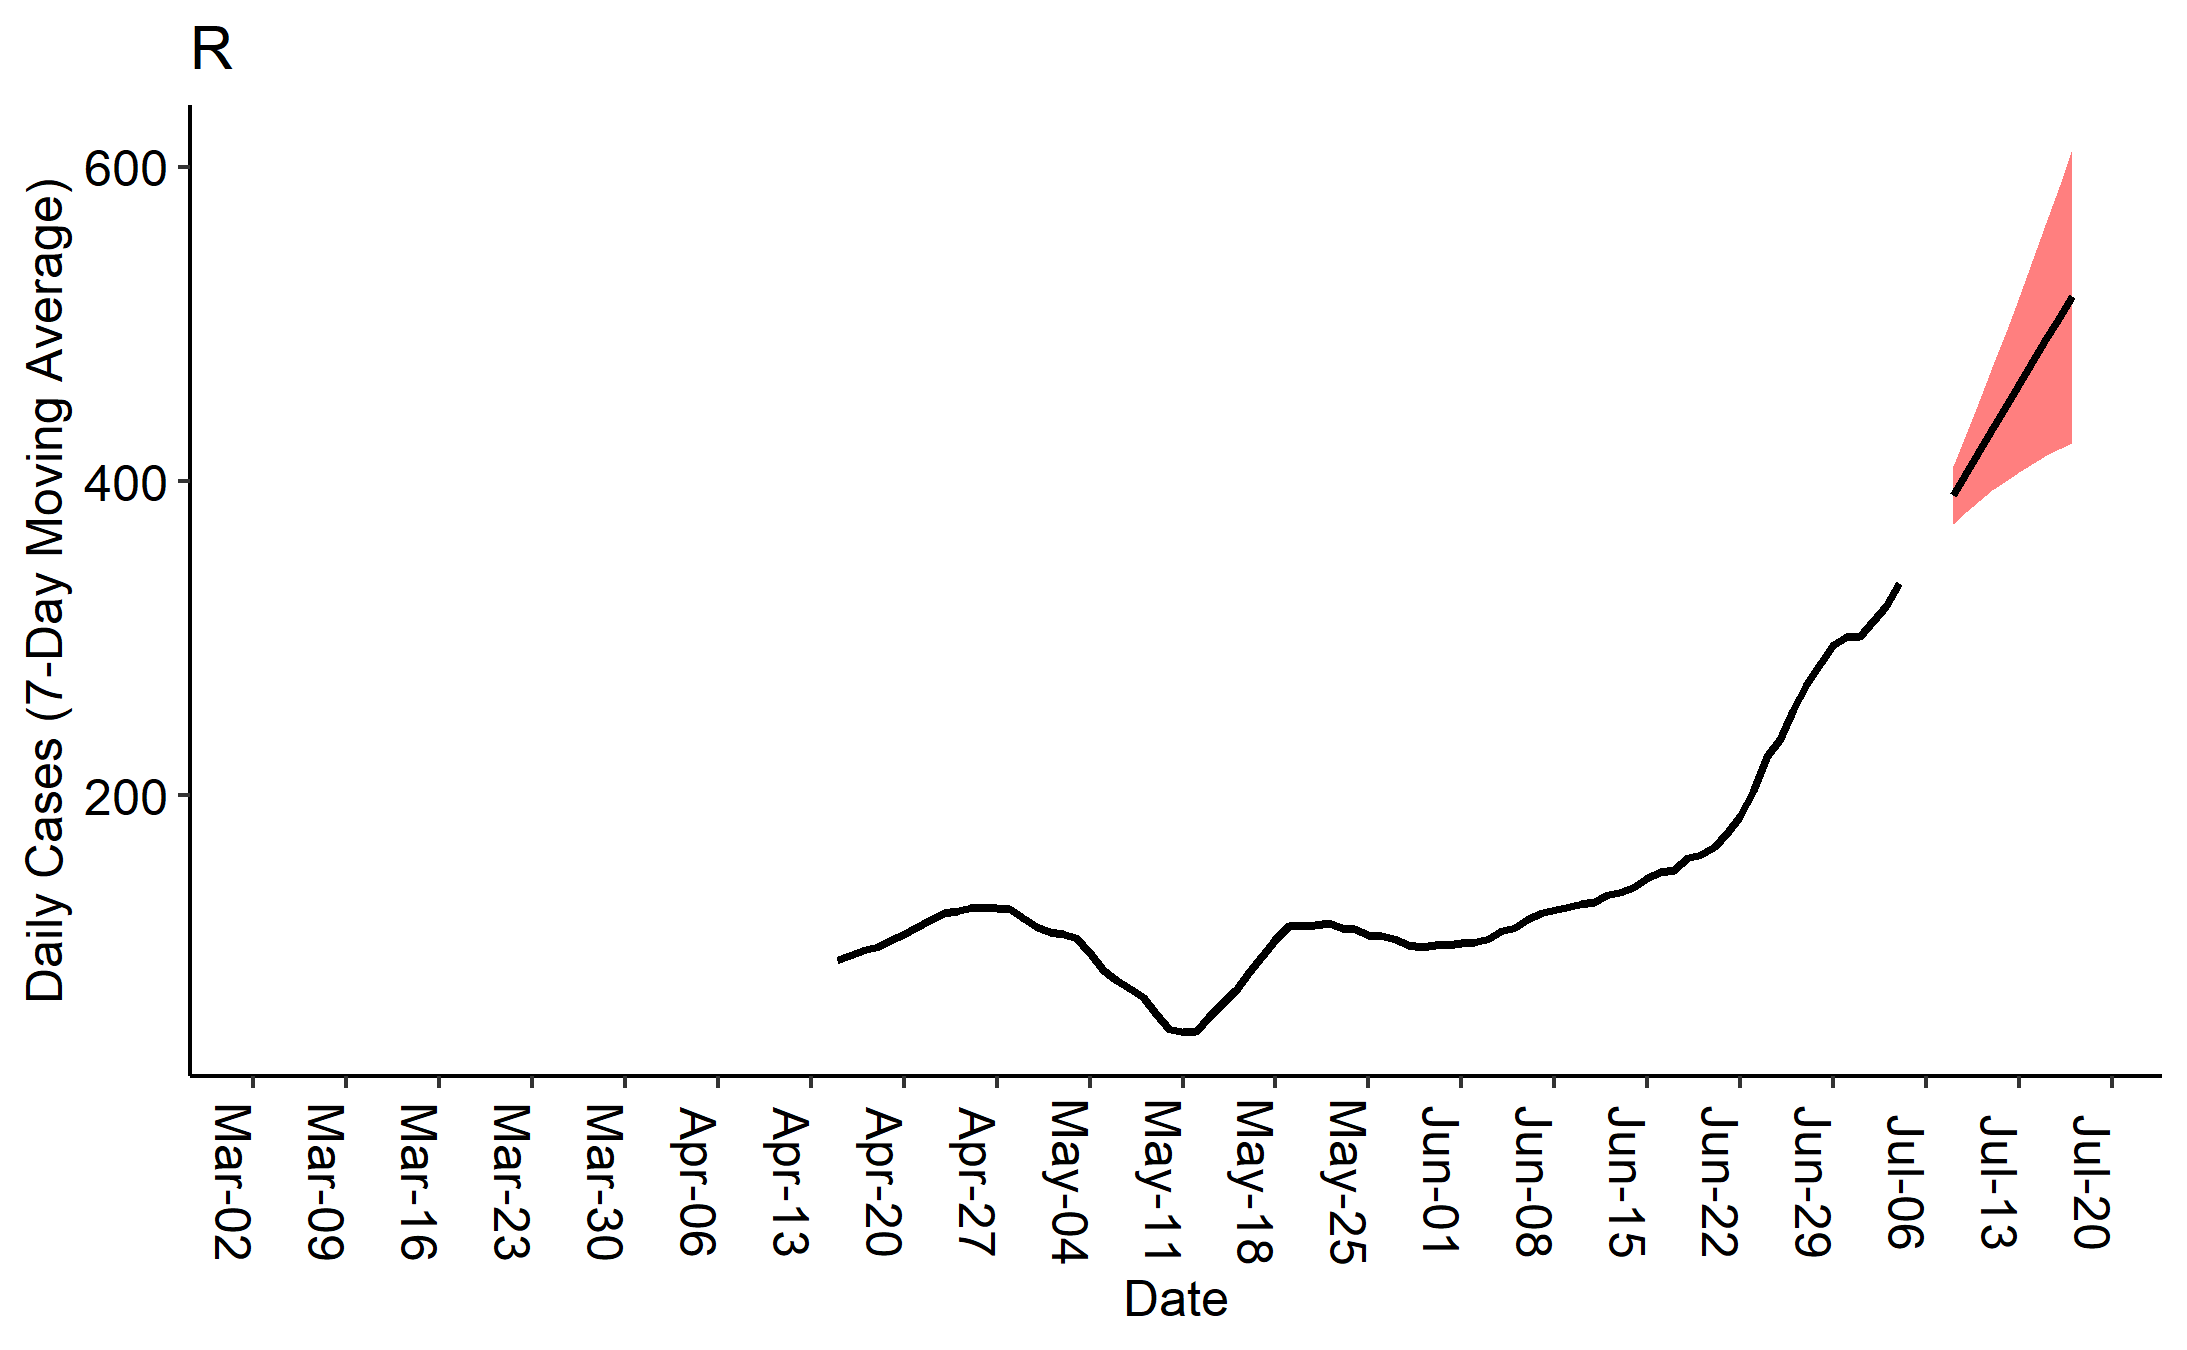 R
Daily Cases (7-Day Moving Average)
600
400
200
Mar-02
Mar-09
Mar-16
Mar-23
Mar-30
Apr-06
Apr-13
Apr-20
Apr-27
May-04
May-11
May-18
May-25
Jun-01
Jun-08
Jun-15
Jun-22
Jun-29
Jul-06
Jul-13
Jul-20
Date